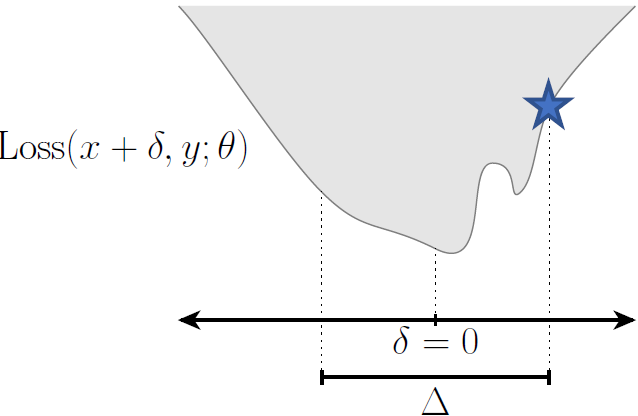 Loss(x + δ, y; θ)
δ = 0
Δ